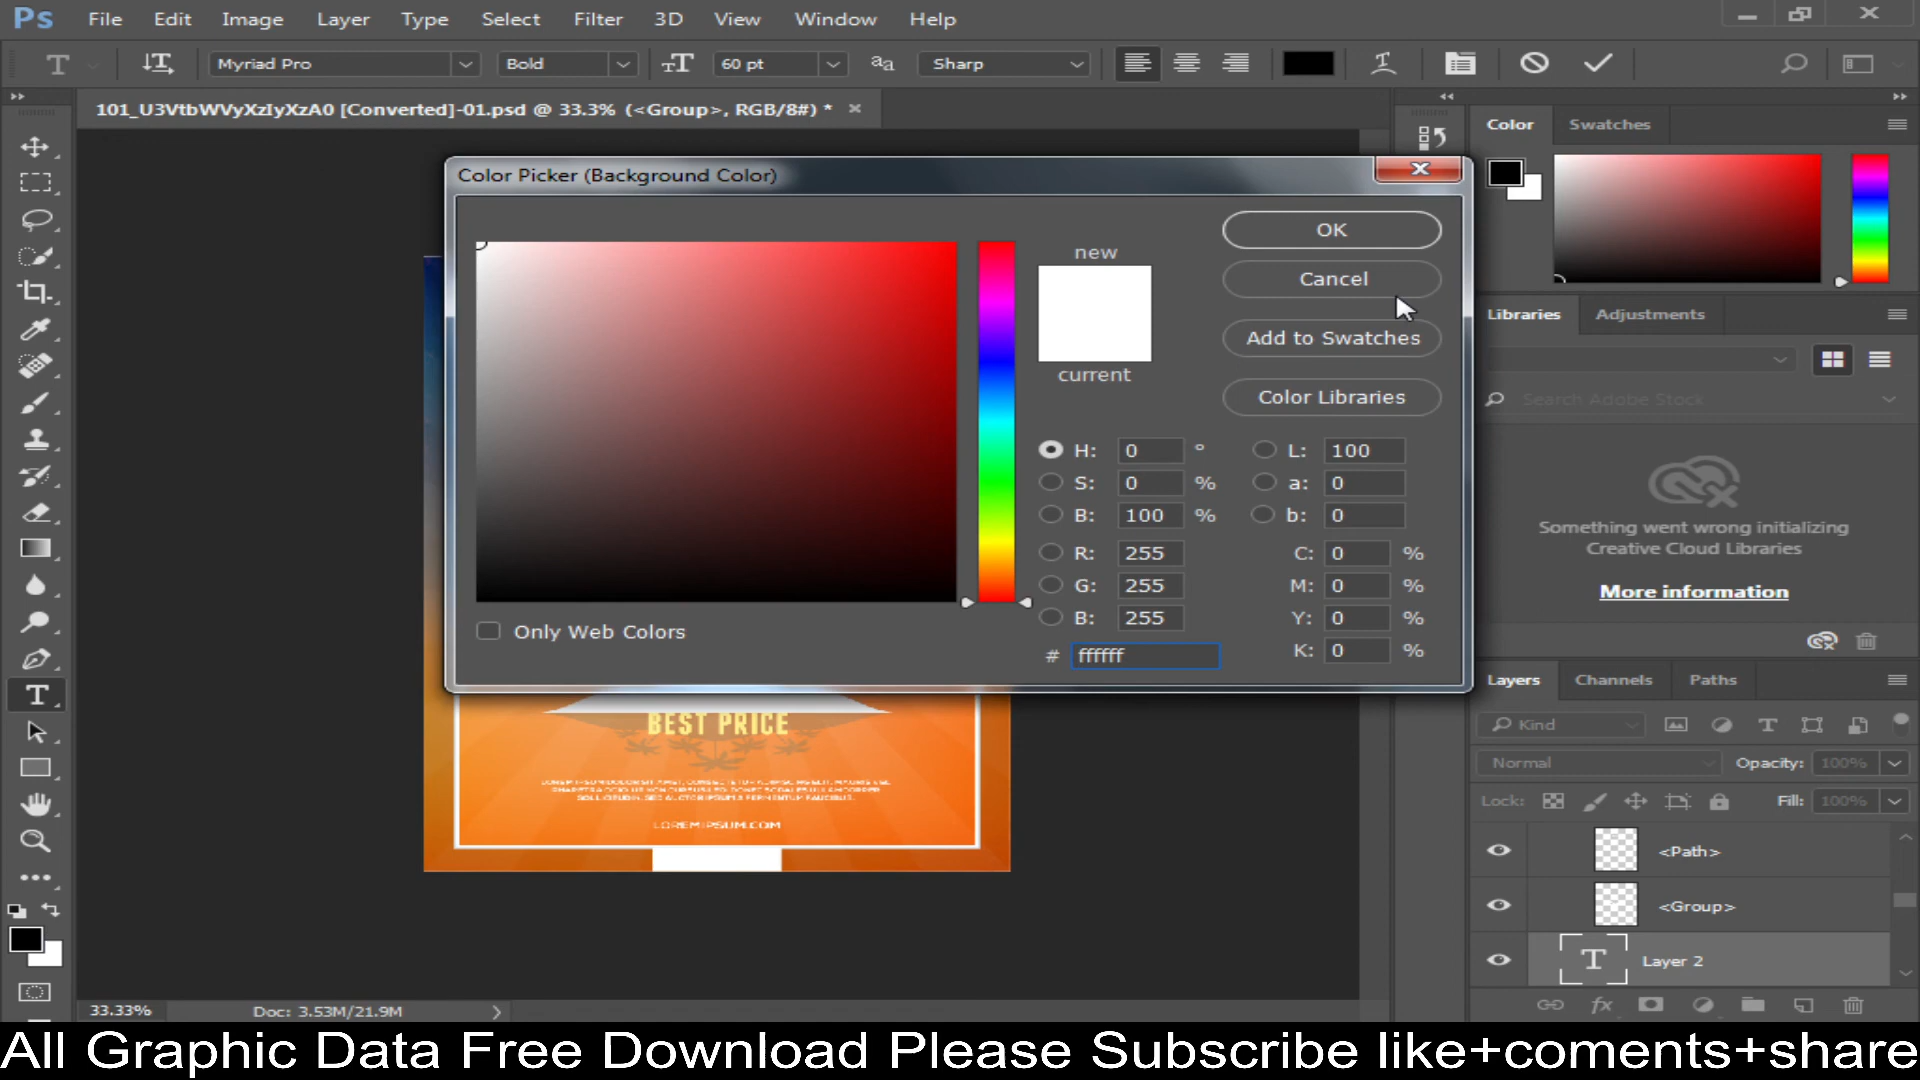 Ps File Edit Image Layer Type Select Filter 3D View Window Help
T Myriad Pro Bold 60 pt aa Sharp
101_U3VtbWVyXzIyXzA0 [Converted]-01.psd @ 33.3% (<Group>, RGB/8#) *
Color Swatches
Color Picker (Background Color)
new
current
OK
Cancel
Add to Swatches
Color Libraries
H: 0 ° L: 100
S: 0 % a: 0
B: 100 % b: 0
R: 255 C: 0 %
G: 255 M: 0 %
B: 255 Y: 0 %
# ffffff K: 0 %
Only Web Colors
Libraries Adjustments
Search Adobe Stock
Something went wrong initializing
Creative Cloud Libraries
More information
Layers Channels Paths
Kind
Normal Opacity: 100%
Lock: Fill: 100%
<Path>
<Group>
T Layer 2
fx
BEST PRICE
LOREMIPSUM.COM
33.33% Doc: 3.53M/21.9M
All Graphic Data Free Download Please Subscribe like+coments+share